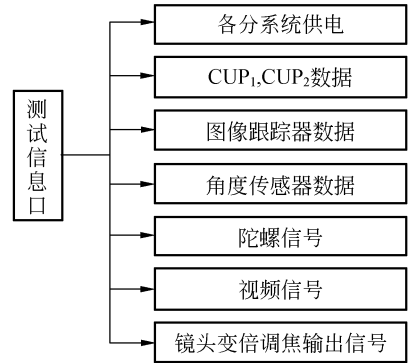 测试信息口
各分系统供电
CUP₁,CUP₂数据
图像跟踪器数据
角度传感器数据
陀螺信号
视频信号
镜头变倍调焦输出信号